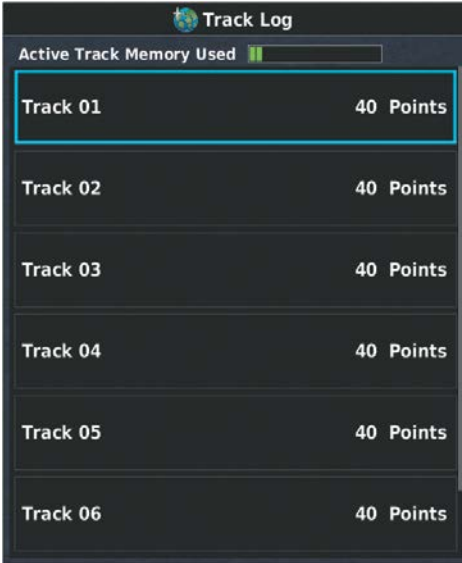 Track Log
Active Track Memory Used
Track 01 40 Points
Track 02 40 Points
Track 03 40 Points
Track 04 40 Points
Track 05 40 Points
Track 06 40 Points